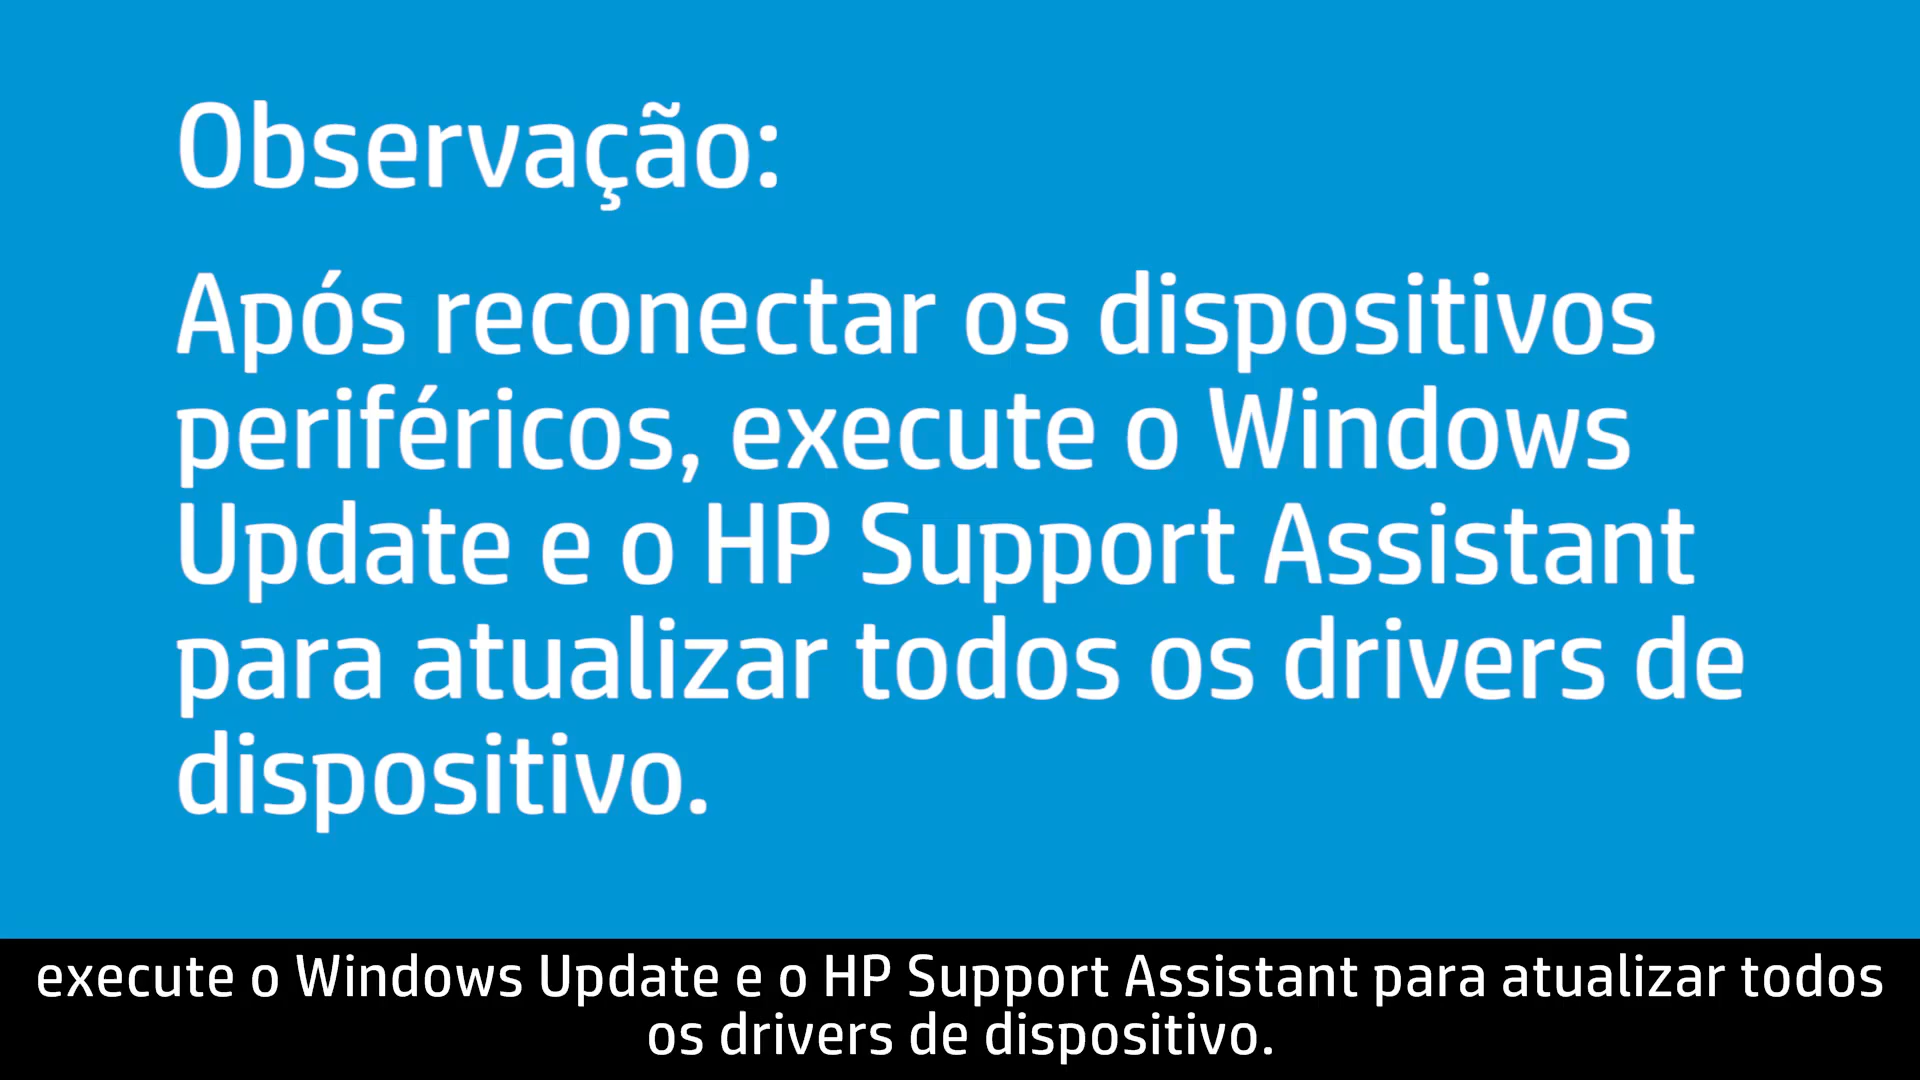 Observação:
Após reconectar os dispositivos
periféricos, execute o Windows
Update e o HP Support Assistant
para atualizar todos os drivers de
dispositivo.
execute o Windows Update e o HP Support Assistant para atualizar todos
os drivers de dispositivo.